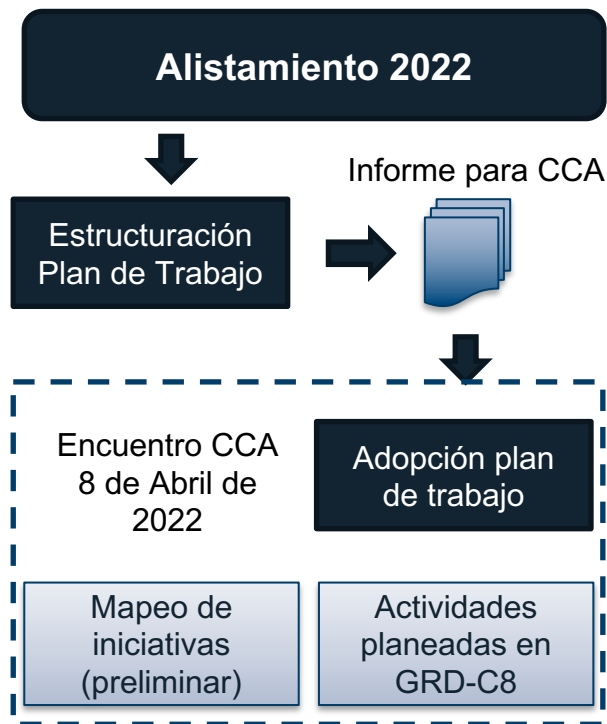 Alistamiento 2022
Informe para CCA
Estructuración
Plan de Trabajo
Encuentro CCA
8 de Abril de
2022
Adopción plan
de trabajo
Mapeo de
iniciativas
(preliminar)
Actividades
planeadas en
GRD-C8